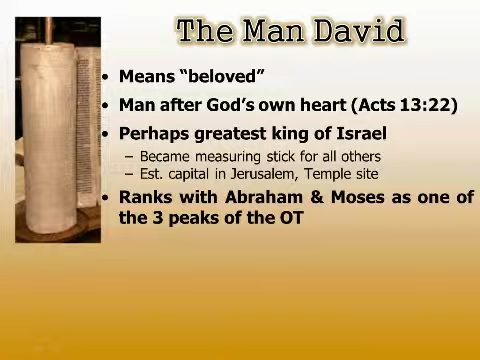 The Man David
• Means “beloved”
• Man after God’s own heart (Acts 13:22)
• Perhaps greatest king of Israel
– Became measuring stick for all others
– Est. capital in Jerusalem, Temple site
• Ranks with Abraham & Moses as one of
the 3 peaks of the OT